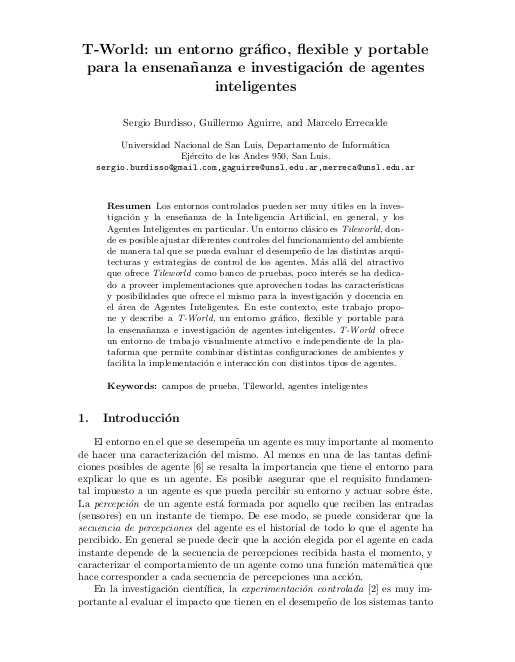 T-World: un entorno gráfico, flexible y portable
para la ensenañanza e investigación de agentes
inteligentes
Sergio Burdisso, Guillermo Aguirre, and Marcelo Errecalde
Universidad Nacional de San Luis, Departamento de Informática
Ejército de los Andes 950, San Luis.
sergio.burdisso@gmail.com,gaguirre@unsl.edu.ar,merreca@unsl.edu.ar
Resumen Los entornos controlados pueden ser muy útiles en la inves-
tigación y la enseñanza de la Inteligencia Artificial, en general, y los
Agentes Inteligentes en particular. Un entorno clásico es Tileworld, don-
de es posible ajustar diferentes controles del funcionamiento del ambiente
de manera tal que se pueda evaluar el desempeño de las distintas arqui-
tecturas y estrategias de control de los agentes. Más allá del atractivo
que ofrece Tileworld como banco de pruebas, poco interés se ha dedica-
do a proveer implementaciones que aprovechen todas las características
y posibilidades que ofrece el mismo para la investigación y docencia en
el área de Agentes Inteligentes. En este contexto, este trabajo propo-
ne y describe a T-World, un entorno gráfico, flexible y portable para
la ensenañanza e investigación de agentes inteligentes. T-World ofrece
un entorno de trabajo visualmente atractivo e independiente de la pla-
taforma que permite combinar distintas configuraciones de ambientes y
facilita la implementación e interacción con distintos tipos de agentes.
Keywords: campos de prueba, Tileworld, agentes inteligentes
1. Introducción
El entorno en el que se desempeña un agente es muy importante al momento
de hacer una caracterización del mismo. Al menos en una de las tantas defini-
ciones posibles de agente [6] se resalta la importancia que tiene el entorno para
explicar lo que es un agente. Es posible asegurar que el requisito fundamen-
tal impuesto a un agente es que pueda percibir su entorno y actuar sobre éste.
La percepción de un agente está formada por aquello que reciben las entradas
(sensores) en un instante de tiempo. De ese modo, se puede considerar que la
secuencia de percepciones del agente es el historial de todo lo que el agente ha
percibido. En general se puede decir que la acción elegida por el agente en cada
instante depende de la secuencia de percepciones recibida hasta el momento, y
caracterizar el comportamiento de un agente como una función matemática que
hace corresponder a cada secuencia de percepciones una acción.
En la investigación científica, la experimentación controlada [2] es muy im-
portante al evaluar el impacto que tienen en el desempeño de los sistemas tanto